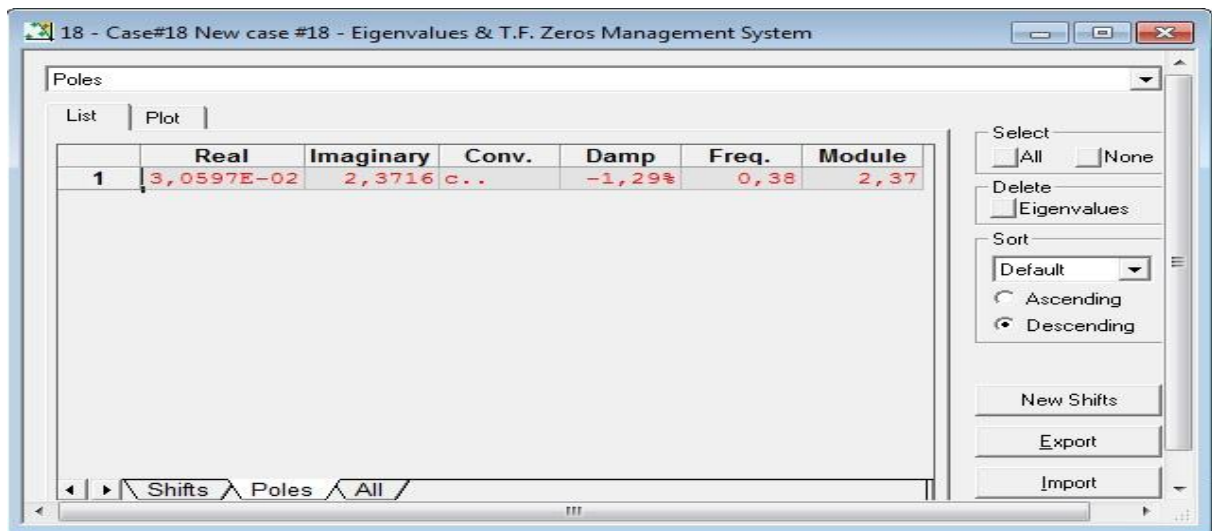 18 - Case#18 New case #18 - Eigenvalues & T.F. Zeros Management System
Poles
List Plot
Real Imaginary Conv. Damp Freq. Module
1 3,0597E-02 2,3716 c.. -1,29% 0,38 2,37
Select
All None
Delete
Eigenvalues
Sort
Default
Ascending
Descending
New Shifts
Export
Import
Shifts Poles All